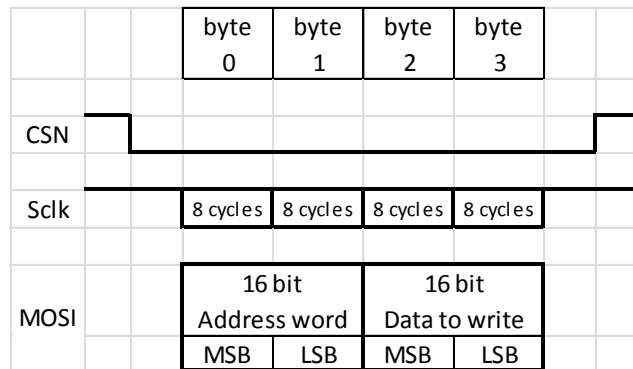 byte byte byte byte
0 1 2 3
CSN
Sclk 8 cycles 8 cycles 8 cycles 8 cycles
16 bit 16 bit
MOSI Address word Data to write
MSB LSB MSB LSB